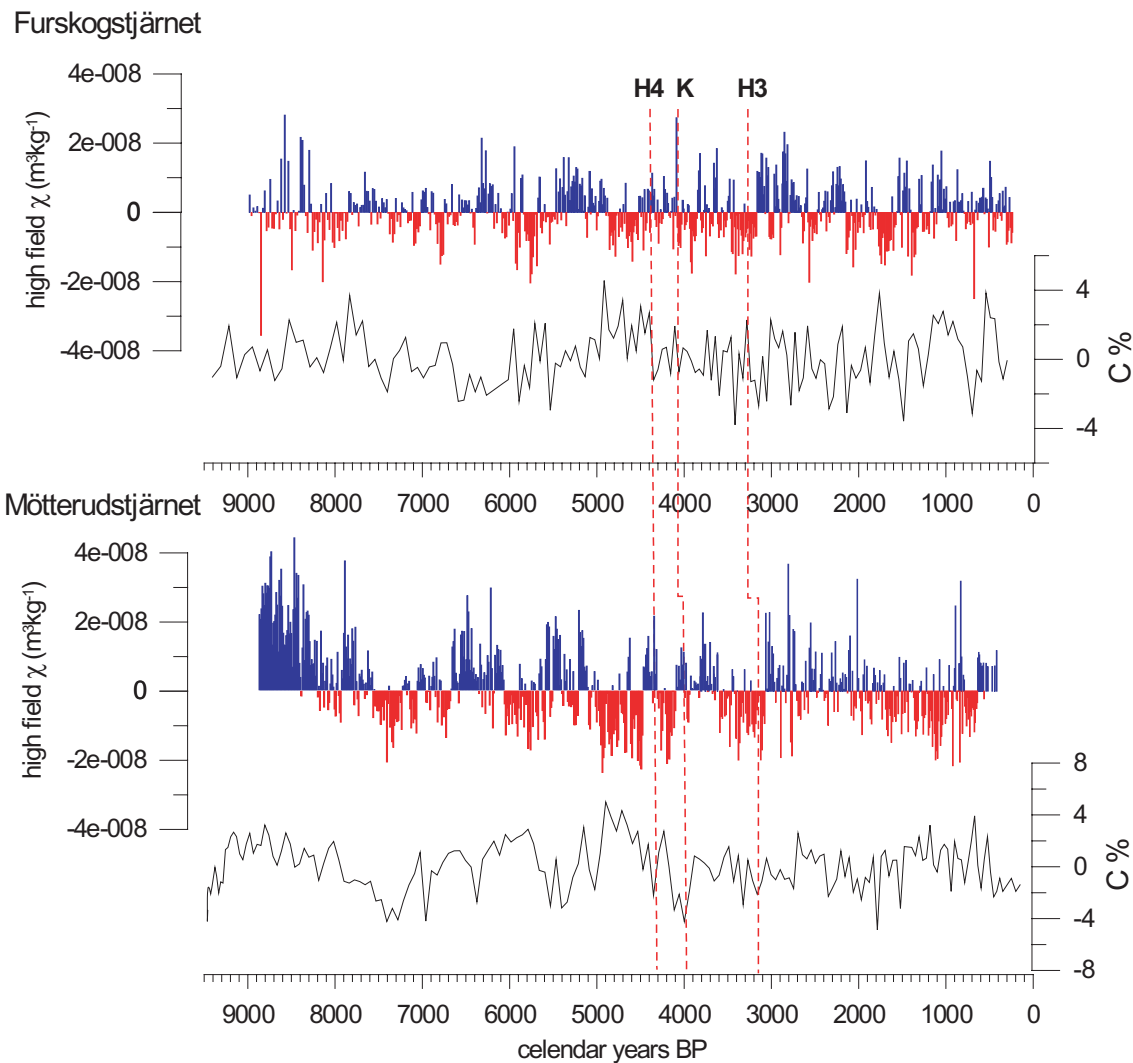 Furskogstjärnet
4e-008
2e-008
0
-2e-008
-4e-008
high field χ (m³kg⁻¹)
H4 K H3
4
0
-4
C %
9000 8000 7000 6000 5000 4000 3000 2000 1000 0
Mötterudstjärnet
4e-008
2e-008
0
-2e-008
-4e-008
high field χ (m³kg⁻¹)
8
4
0
-4
-8
C %
9000 8000 7000 6000 5000 4000 3000 2000 1000 0
celendar years BP